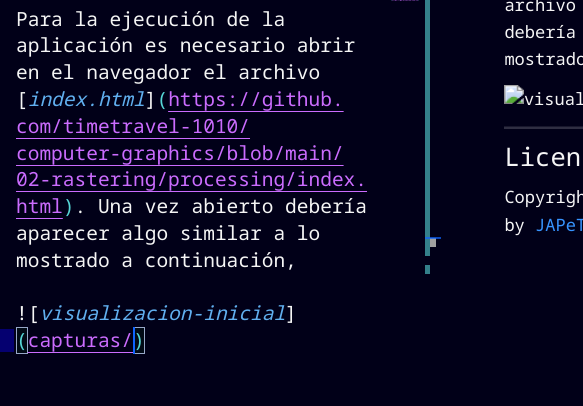 Para la ejecución de la
aplicación es necesario abrir
en el navegador el archivo
[index.html](https://github.
com/timetravel-1010/
computer-graphics/blob/main/
02-rastering/processing/index.
html). Una vez abierto debería
aparecer algo similar a lo
mostrado a continuación,
![visualizacion-inicial]
(capturas/)
archivo
debería
mostrado
visual
Licen
Copyrigh
by JAPeT